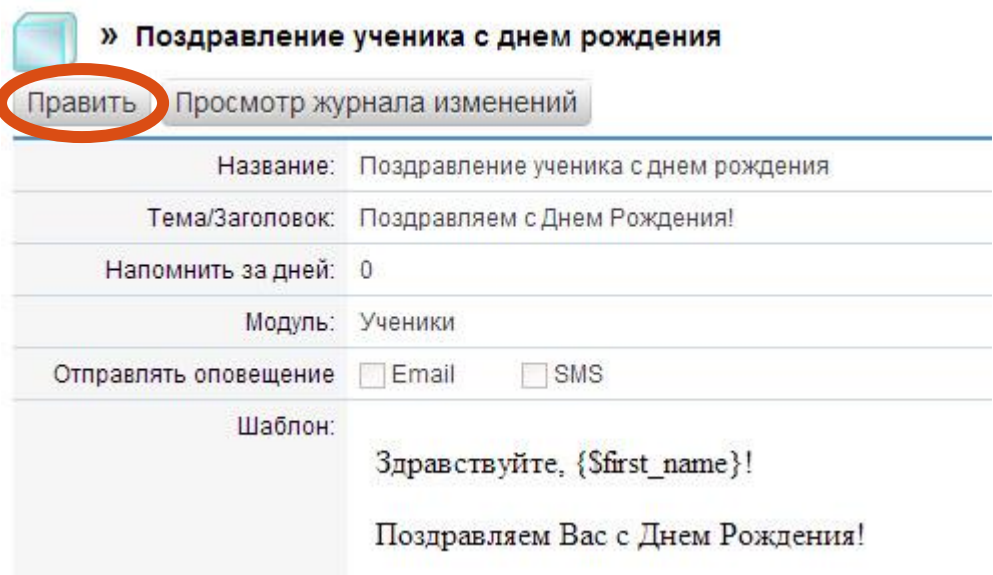 » Поздравление ученика с днем рождения
Править Просмотр журнала изменений
Название: Поздравление ученика с днем рождения
Тема/Заголовок: Поздравляем с Днем Рождения!
Напомнить за дней: 0
Модуль: Ученики
Отправлять оповещение Email SMS
Шаблон:
Здравствуйте, {$first_name}!
Поздравляем Вас с Днем Рождения!